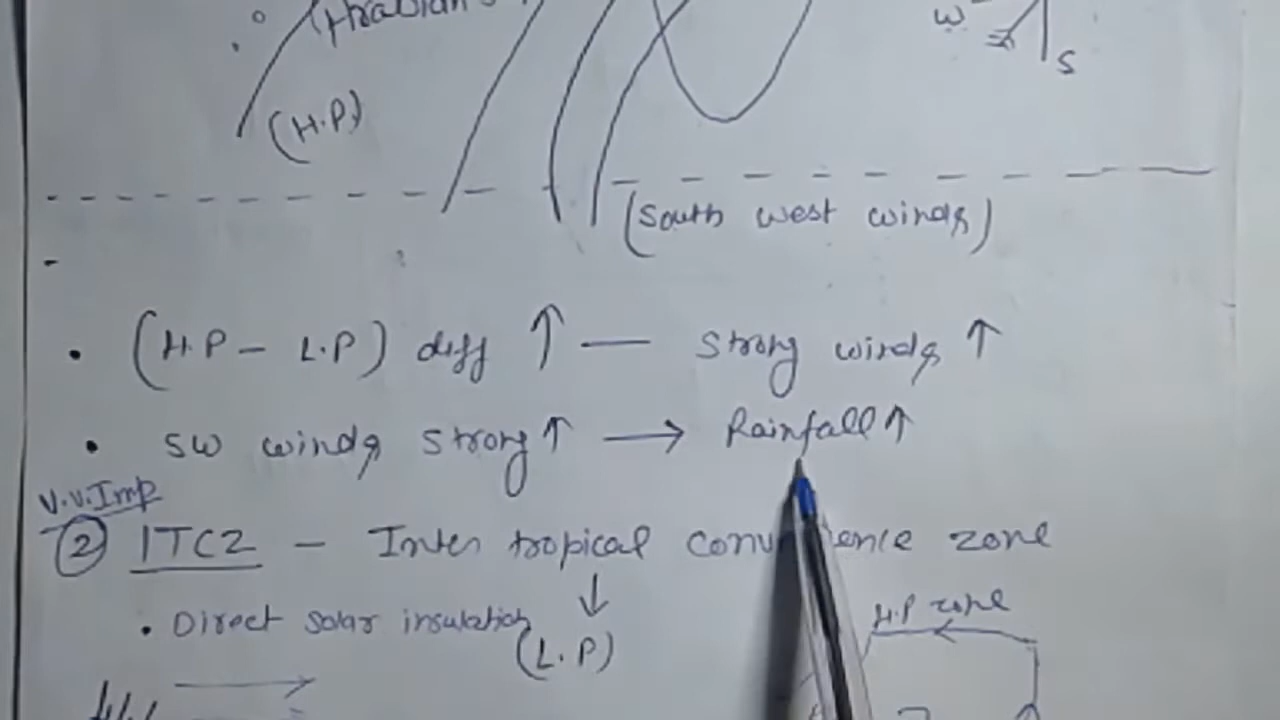 (Arabian
W
S
(H.P)
(South west winds)
• (H.P - L.P) diff ↑ — strong winds ↑
• SW winds strong ↑ → Rainfall ↑
V.V.Imp
② ITCZ - Inter tropical zone
↓
• Direct solar insulation
(L.P)
H.P zone